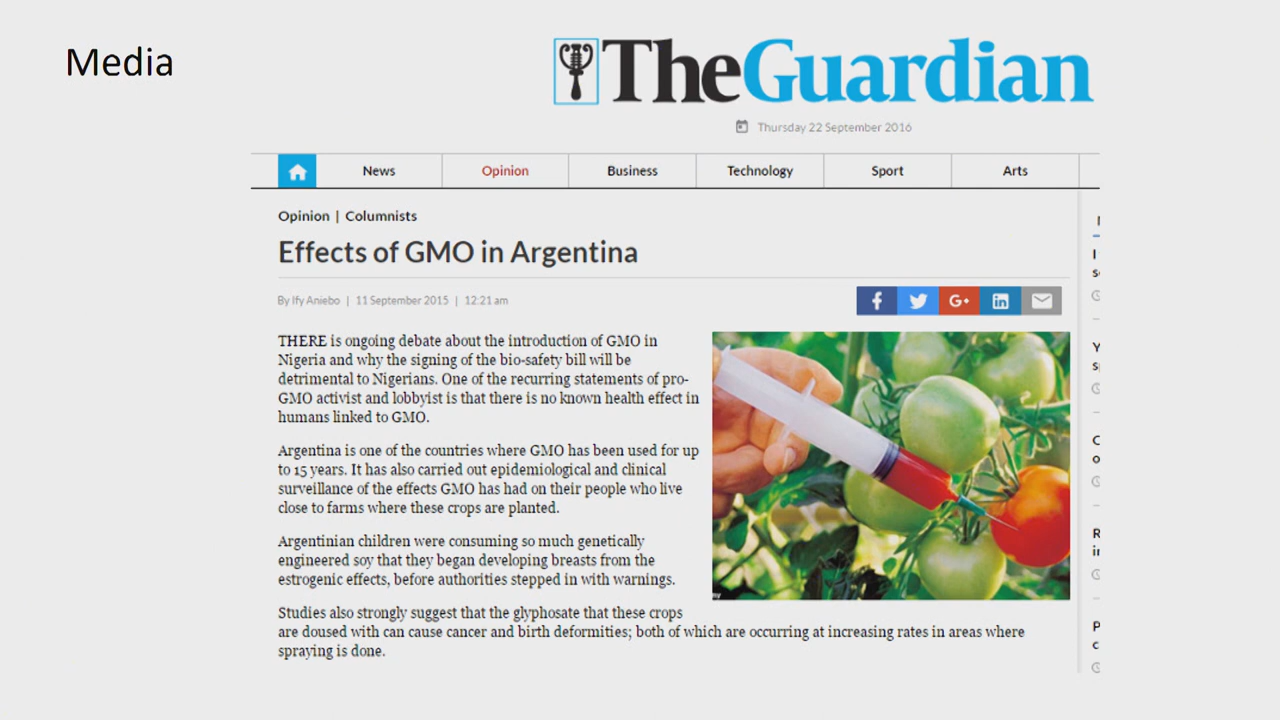 Media
TheGuardian
Thursday 22 September 2016
News
Opinion
Business
Technology
Sport
Arts
Opinion | Columnists
Effects of GMO in Argentina
By Ify Aniebo | 11 September 2015 | 12:21 am
THERE is ongoing debate about the introduction of GMO in
Nigeria and why the signing of the bio-safety bill will be
detrimental to Nigerians. One of the recurring statements of pro-
GMO activist and lobbyist is that there is no known health effect in
humans linked to GMO.
Argentina is one of the countries where GMO has been used for up
to 15 years. It has also carried out epidemiological and clinical
surveillance of the effects GMO has had on their people who live
close to farms where these crops are planted.
Argentinian children were consuming so much genetically
engineered soy that they began developing breasts from the
estrogenic effects, before authorities stepped in with warnings.
Studies also strongly suggest that the glyphosate that these crops
are doused with can cause cancer and birth deformities; both of which are occurring at increasing rates in areas where
spraying is done.